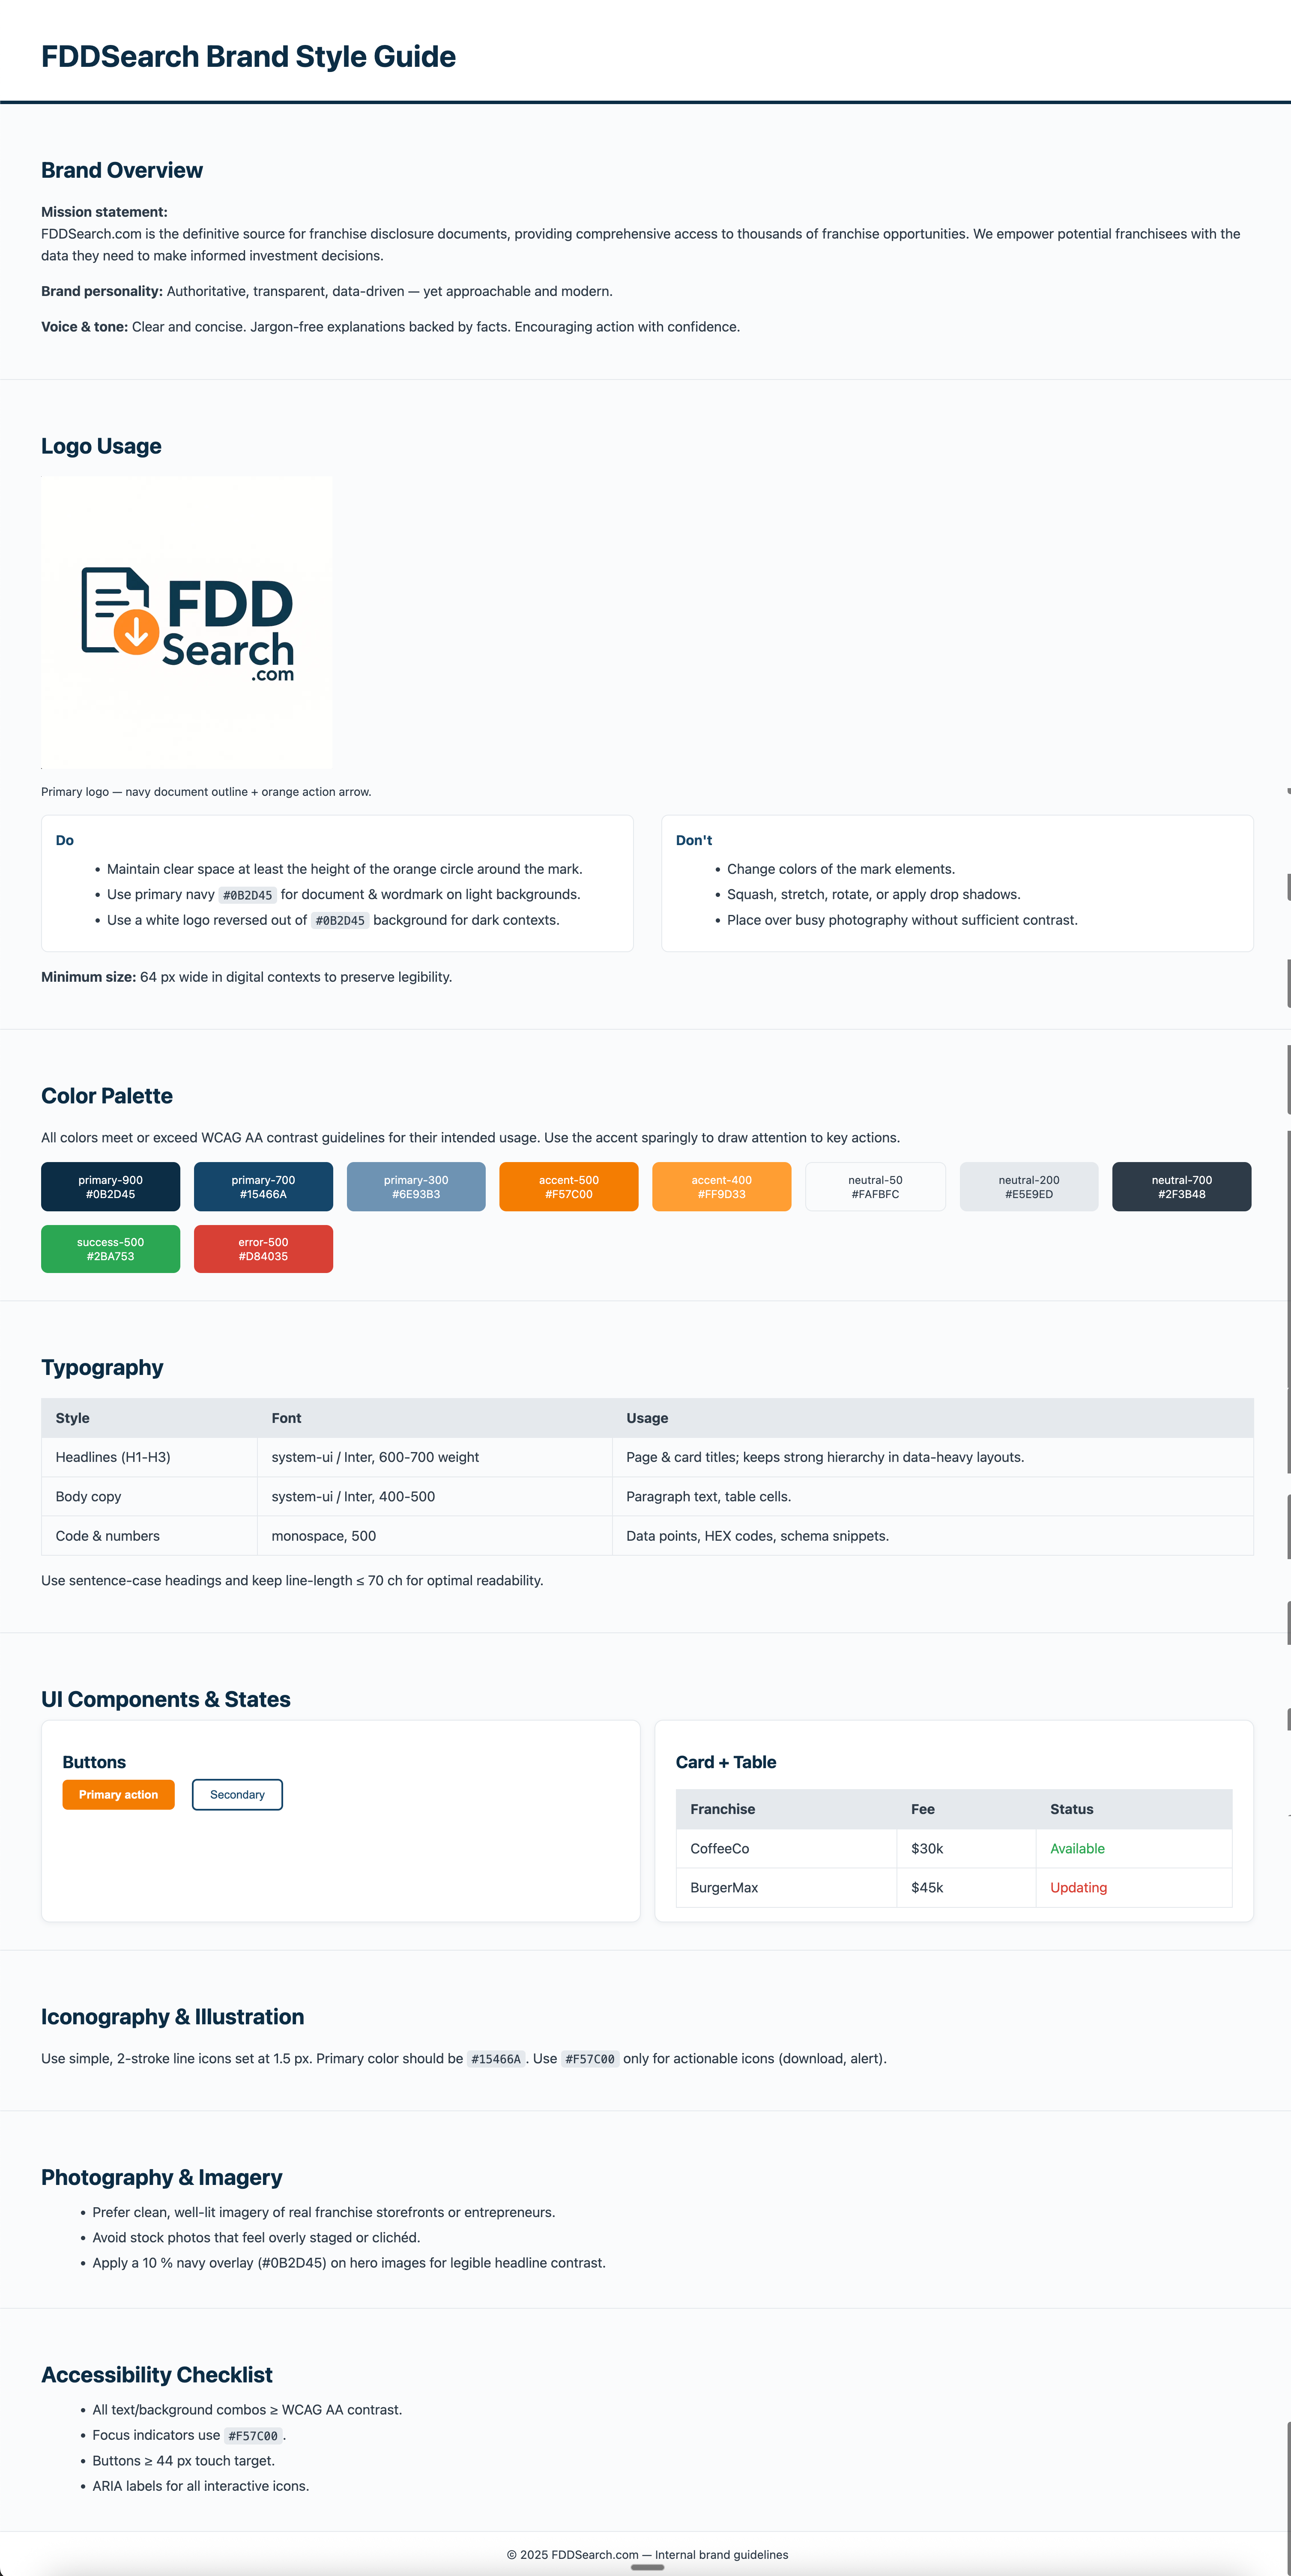 FDDSearch Brand Style Guide
Brand Overview
Mission statement:
FDDSearch.com is the definitive source for franchise disclosure documents, providing comprehensive access to thousands of franchise opportunities. We empower potential franchisees with the
data they need to make informed investment decisions.
Brand personality: Authoritative, transparent, data-driven — yet approachable and modern.
Voice & tone: Clear and concise. Jargon-free explanations backed by facts. Encouraging action with confidence.
Logo Usage
FDD
Search
.com
Primary logo — navy document outline + orange action arrow.
Do
• Maintain clear space at least the height of the orange circle around the mark.
• Use primary navy #0B2D45 for document & wordmark on light backgrounds.
• Use a white logo reversed out of #0B2D45 background for dark contexts.
Don't
• Change colors of the mark elements.
• Squash, stretch, rotate, or apply drop shadows.
• Place over busy photography without sufficient contrast.
Minimum size: 64 px wide in digital contexts to preserve legibility.
Color Palette
All colors meet or exceed WCAG AA contrast guidelines for their intended usage. Use the accent sparingly to draw attention to key actions.
primary-900
#0B2D45
primary-700
#15466A
primary-300
#6E93B3
accent-500
#F57C00
accent-400
#FF9D33
neutral-50
#FAFBFC
neutral-200
#E5E9ED
neutral-700
#2F3B48
success-500
#2BA753
error-500
#D84035
Typography
Style Font Usage
Headlines (H1-H3) system-ui / Inter, 600-700 weight Page & card titles; keeps strong hierarchy in data-heavy layouts.
Body copy system-ui / Inter, 400-500 Paragraph text, table cells.
Code & numbers monospace, 500 Data points, HEX codes, schema snippets.
Use sentence-case headings and keep line-length ≤ 70 ch for optimal readability.
UI Components & States
Buttons
Primary action Secondary
Card + Table
Franchise Fee Status
CoffeeCo $30k Available
BurgerMax $45k Updating
Iconography & Illustration
Use simple, 2-stroke line icons set at 1.5 px. Primary color should be #15466A. Use #F57C00 only for actionable icons (download, alert).
Photography & Imagery
• Prefer clean, well-lit imagery of real franchise storefronts or entrepreneurs.
• Avoid stock photos that feel overly staged or clichéd.
• Apply a 10 % navy overlay (#0B2D45) on hero images for legible headline contrast.
Accessibility Checklist
• All text/background combos ≥ WCAG AA contrast.
• Focus indicators use #F57C00.
• Buttons ≥ 44 px touch target.
• ARIA labels for all interactive icons.
© 2025 FDDSearch.com — Internal brand guidelines